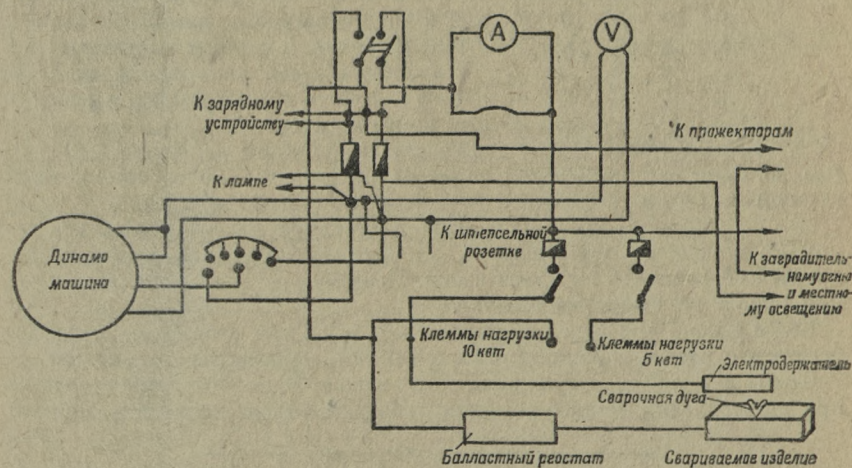 A
V
К зарядному
устройству
К прожекторам
К лампе
Динамо
машина
К штепсельной
розетке
К заградитель-
ному огню
и местно-
му освещению
Клеммы нагрузки
10 квт
Клеммы нагрузки
5 квт
Электродержатель
Сварочная дуга
Балластный реостат
Свариваемое изделие